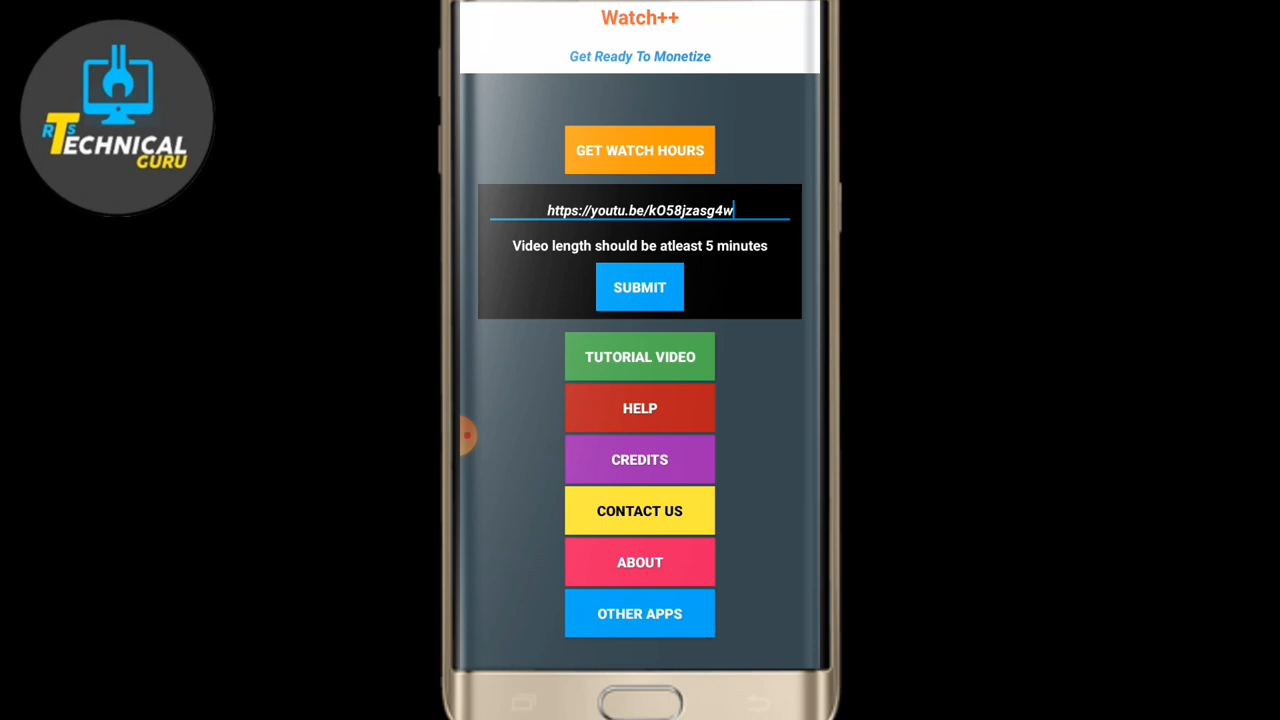 RTS
TECHNICAL
GURU
Watch++
Get Ready To Monetize
GET WATCH HOURS
https://youtu.be/kO58jzasg4w
Video length should be atleast 5 minutes
SUBMIT
TUTORIAL VIDEO
HELP
CREDITS
CONTACT US
ABOUT
OTHER APPS